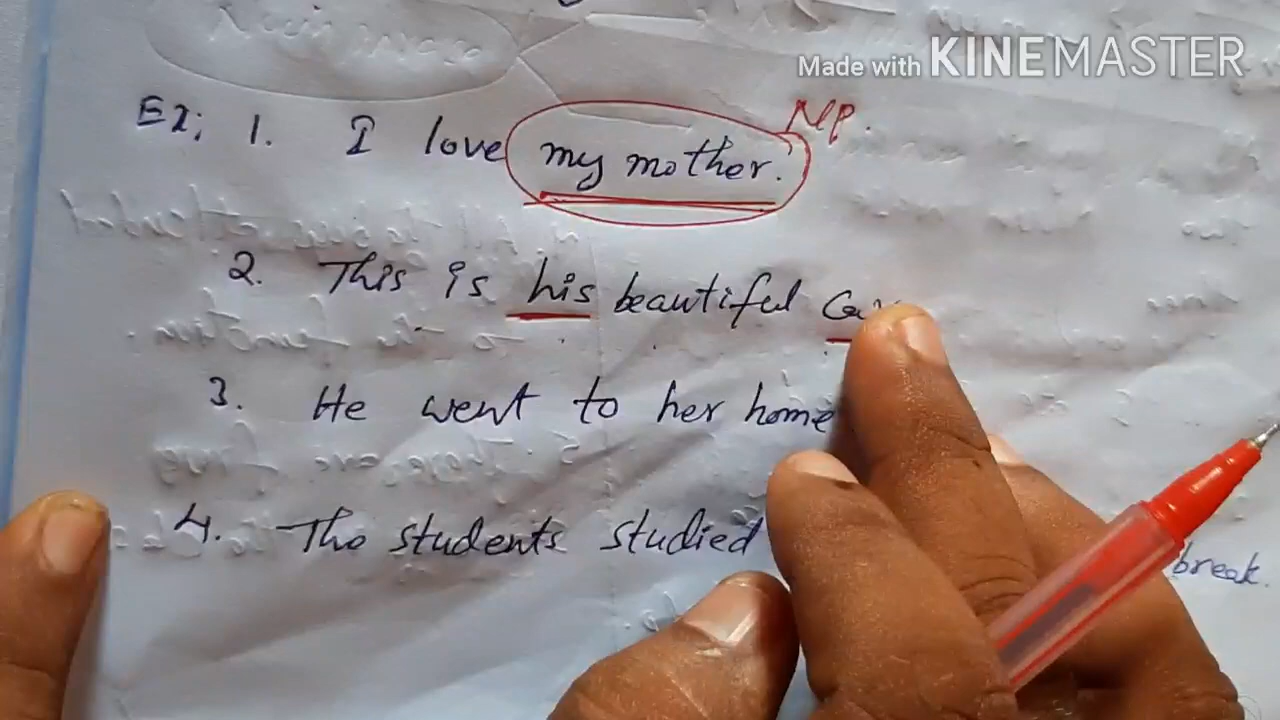 Made with KINEMASTER
Ex; 1. I love my mother. NP.
2. This is his beautiful
3. He went to her home
4. The students studied break.